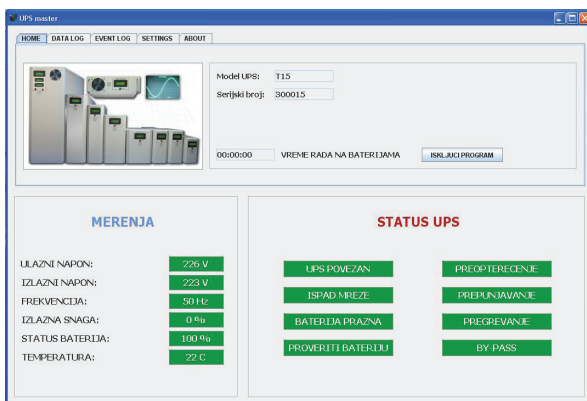 UPS master
HOME DATA LOG EVENT LOG SETTINGS ABOUT
Model UPS: T15
Serijski broj: 300015
00:00:00 VREME RADA NA BATERIJAMA ISKLJUCI PROGRAM
MERENJA
ULAZNI NAPON: 226 V
IZLAZNI NAPON: 223 V
FREKVENCIJA: 50 Hz
IZLAZNA SNAGA: 0 %
STATUS BATERIJA: 100 %
TEMPERATURA: 22 C
STATUS UPS
UPS POVEZAN PREOPTERECENJE
ISPAD MREZE PREPUNJAVANJE
BATERIJA PRAZNA PREGREVANJE
PROVERITI BATERIJU BY-PASS